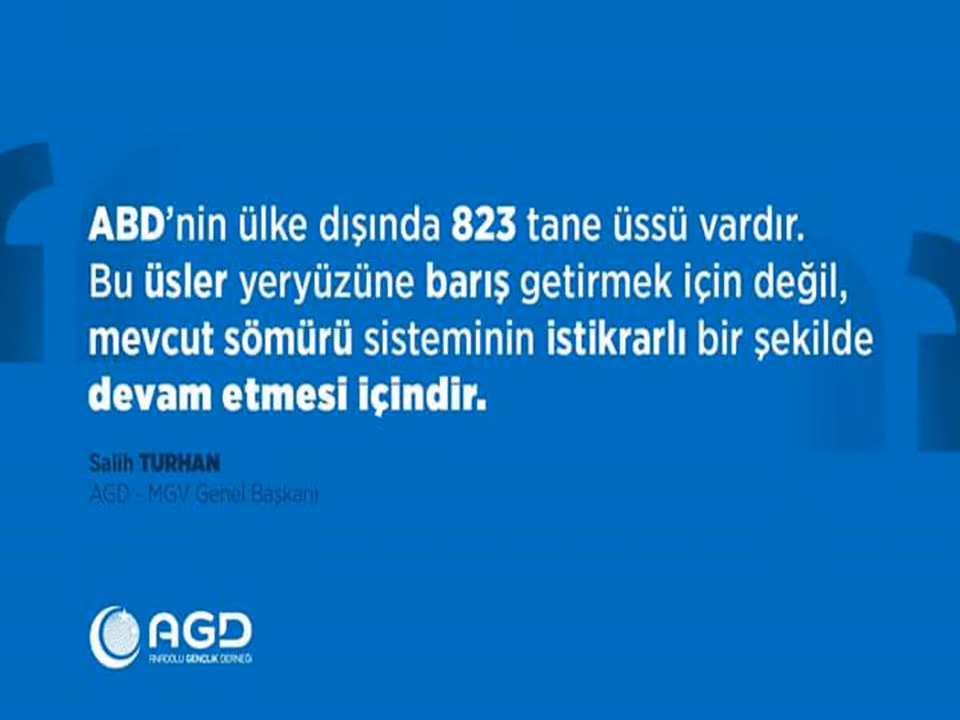 ABD'nin ülke dışında 823 tane üssü vardır.
Bu üsler yeryüzüne barış getirmek için değil,
mevcut sömürü sisteminin istikrarlı bir şekilde
devam etmesi içindir.
Salih TURHAN
AGD - MGV Genel Başkanı
AGD
ANADOLU GENÇLİK DERNEĞİ